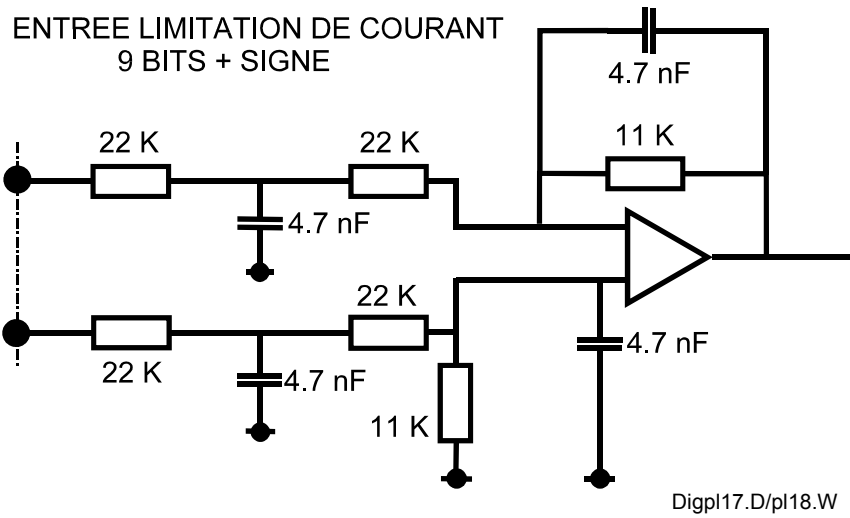 ENTREE LIMITATION DE COURANT
9 BITS + SIGNE
4.7 nF
22 K
22 K
11 K
4.7 nF
22 K
22 K
4.7 nF
4.7 nF
11 K
Digpl17.D/pl18.W